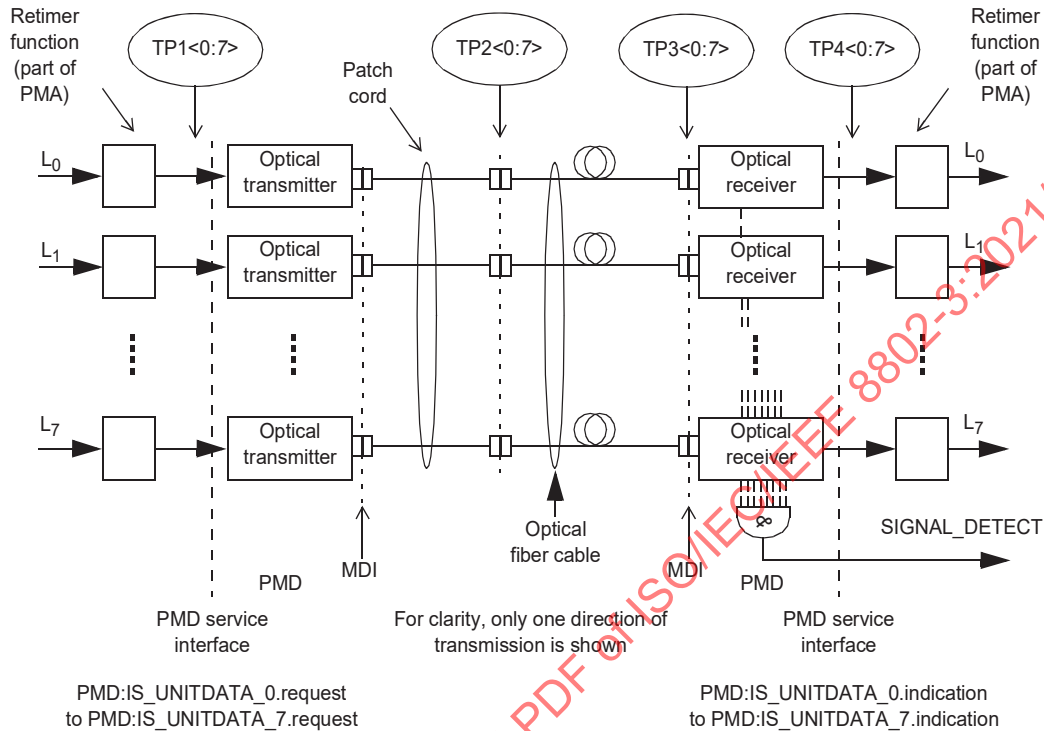 Retimer
function
(part of
PMA)
TP1<0:7>
TP2<0:7>
TP3<0:7>
TP4<0:7>
Retimer
function
(part of
PMA)
Patch
cord
L0
Optical
transmitter
Optical
receiver
L0
L1
Optical
transmitter
Optical
receiver
L1
L7
Optical
transmitter
Optical
receiver
L7
&
SIGNAL_DETECT
Optical
fiber cable
PMD
MDI
MDI
PMD
PMD service
interface
For clarity, only one direction of
transmission is shown
PMD service
interface
PMD:IS_UNITDATA_0.request
to PMD:IS_UNITDATA_7.request
PMD:IS_UNITDATA_0.indication
to PMD:IS_UNITDATA_7.indication
PDF of ISO/IEC/IEEE 8802-3:2021/